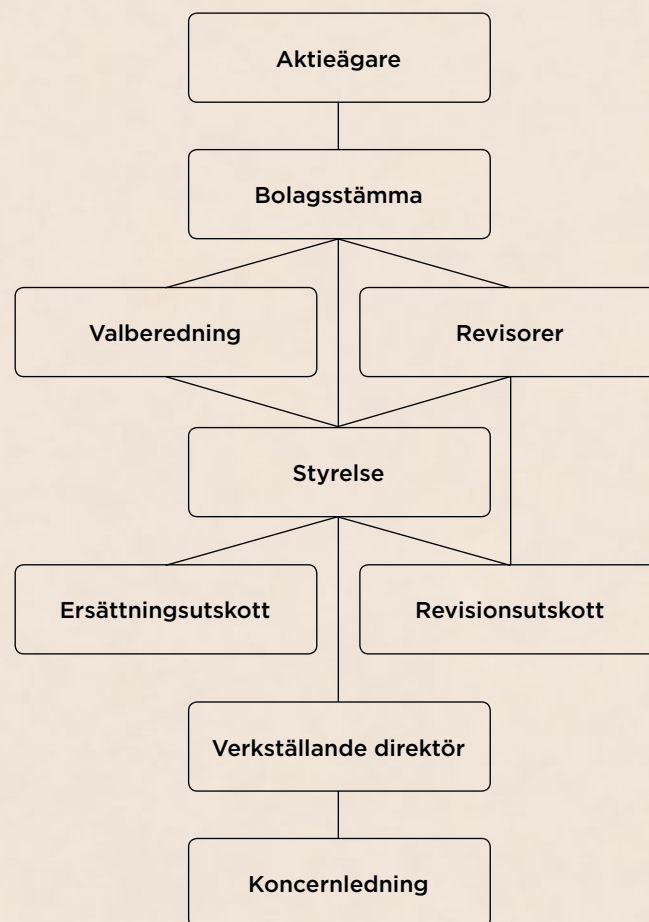 Aktieägare
Bolagsstämma
Valberedning
Revisorer
Styrelse
Ersättningsutskott
Revisionsutskott
Verkställande direktör
Koncernledning